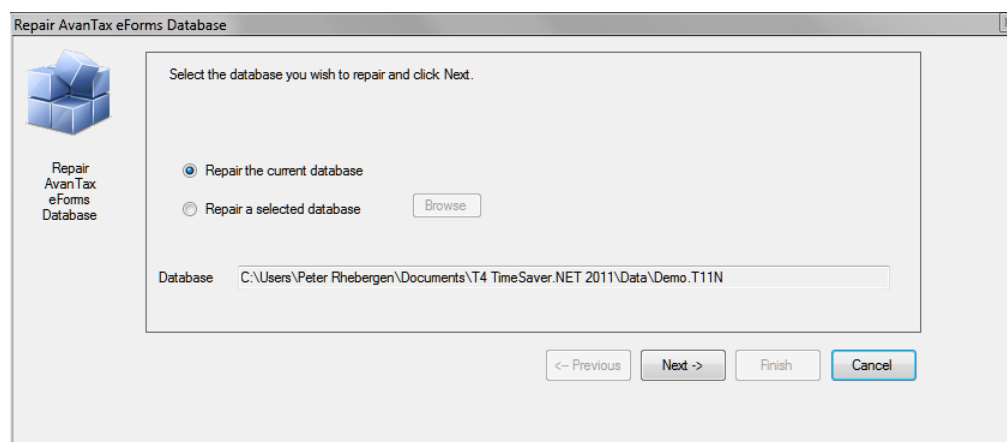 Repair AvanTax eForms Database
Select the database you wish to repair and click Next.
Repair
AvanTax
eForms
Database
Repair the current database
Repair a selected database
Browse
Database
C:\Users\Peter Rhebergen\Documents\T4 TimeSaver.NET 2011\Data\Demo.T11N
<-- Previous
Next ->
Finish
Cancel